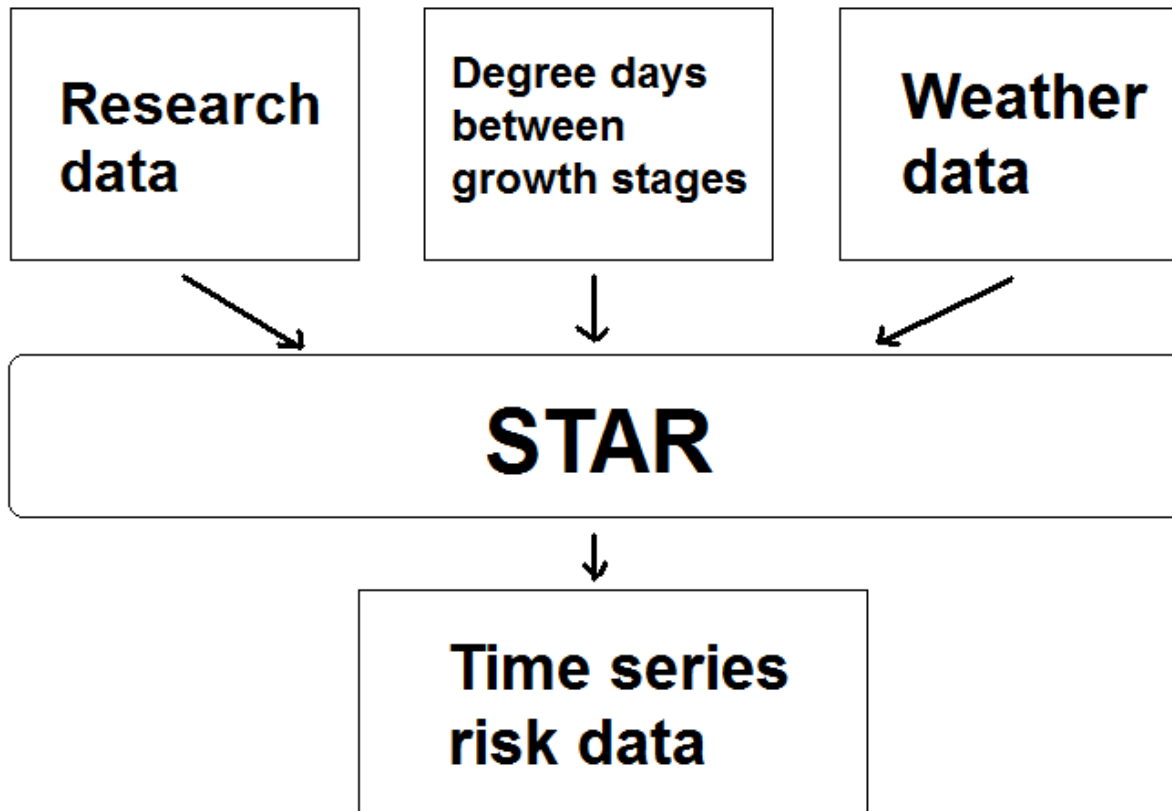 Research
data
Degree days
between
growth stages
Weather
data
STAR
Time series
risk data